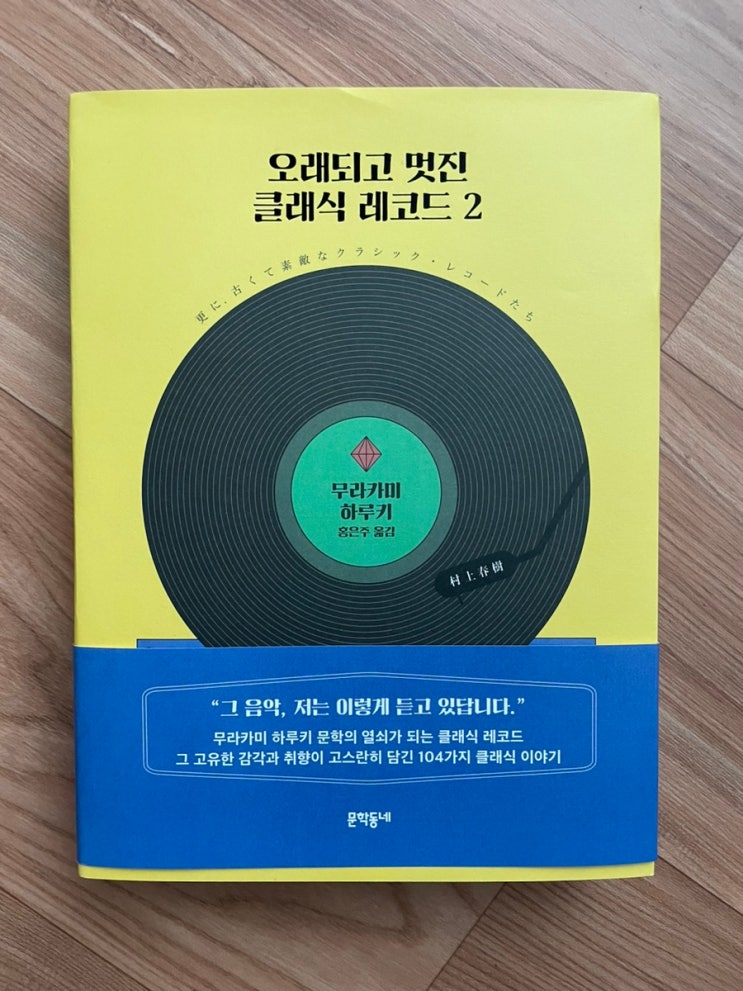 오래되고 멋진
클래식 레코드 2
更に、古くて素敵なクラシック・レコードたち
무라카미
하루키
홍은주 옮김
村上春樹
“그 음악, 저는 이렇게 듣고 있답니다.”
무라카미 하루키 문학의 열쇠가 되는 클래식 레코드
그 고유한 감각과 취향이 고스란히 담긴 104가지 클래식 이야기
문학동네